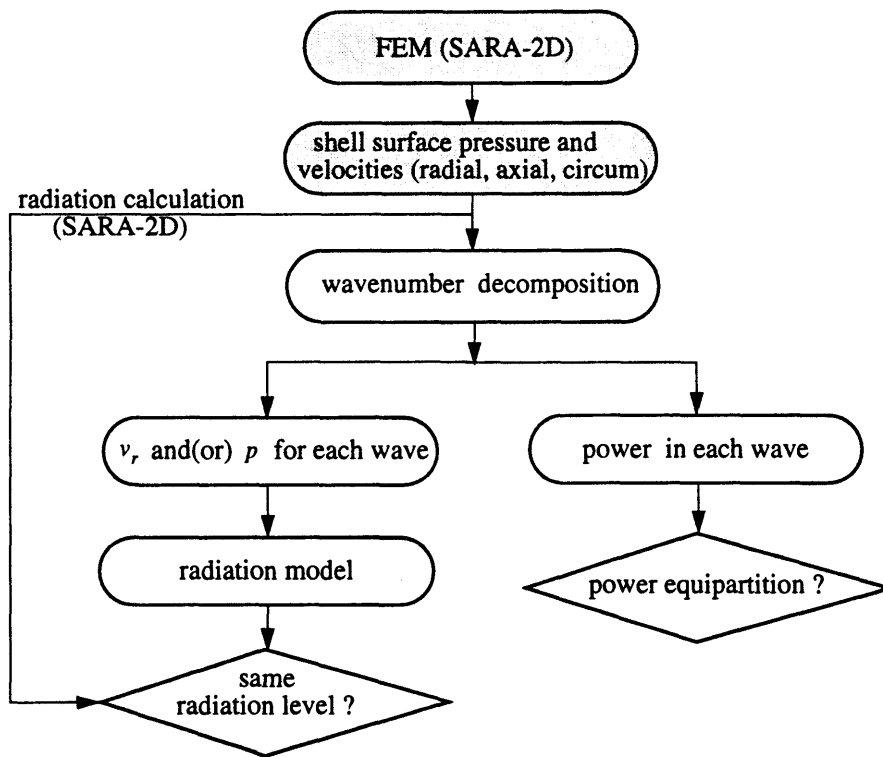 FEM (SARA-2D)
shell surface pressure and
velocities (radial, axial, circum)
radiation calculation
(SARA-2D)
wavenumber decomposition
v_r and(or) p for each wave
power in each wave
radiation model
power equipartition ?
same
radiation level ?